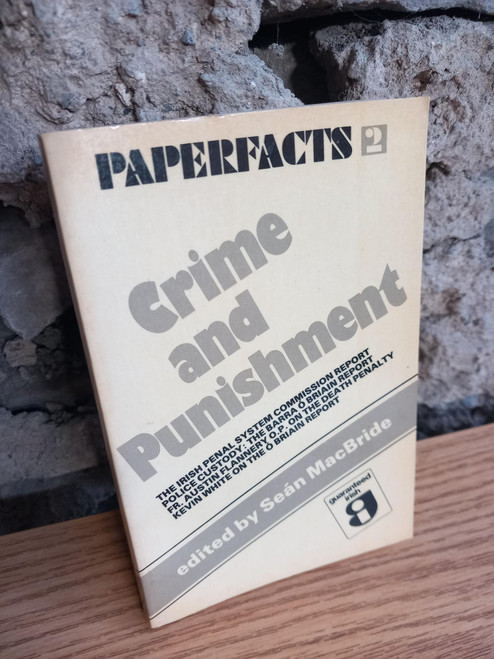 PAPERFACTS 2
Crime
and
Punishment
THE IRISH PENAL SYSTEM COMMISSION REPORT
POLICE CUSTODY: THE BARRA Ó BRIAIN REPORT
FR. AUSTIN FLANNERY O.P. ON THE DEATH PENALTY
KEVIN WHITE ON THE Ó BRIAIN REPORT
edited by Seán MacBride
guaranteed
irish